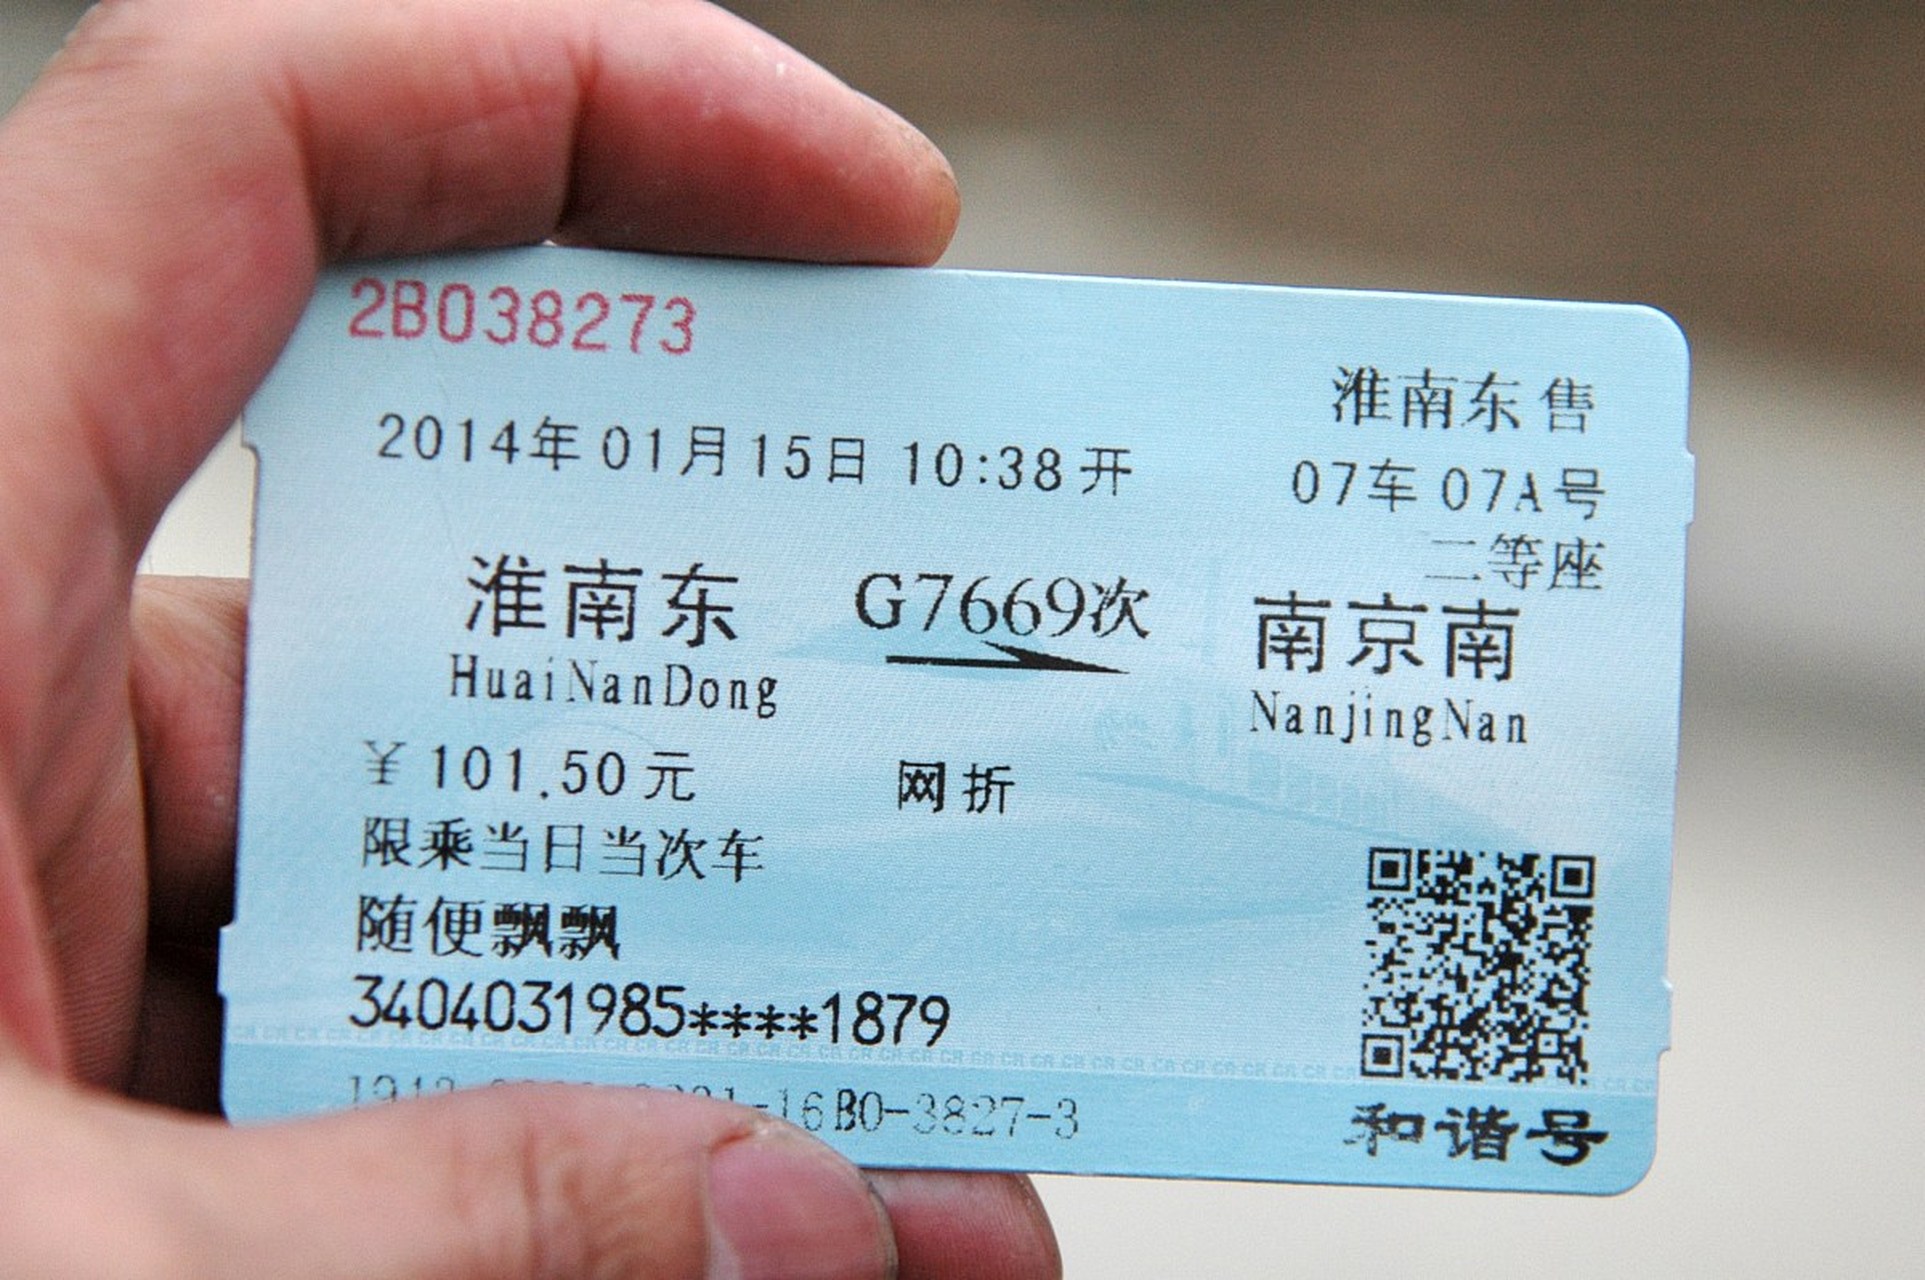 2B038273
淮南东 售
2014年01月15日 10:38开
07车 07A号
二等座
淮南东 G7669次 南京南
HuaiNanDong NanjingNan
￥101.50元 网折
限乘当日当次车
随便飘飘
3404031985****1879
-16B0-3827-3
和谐号